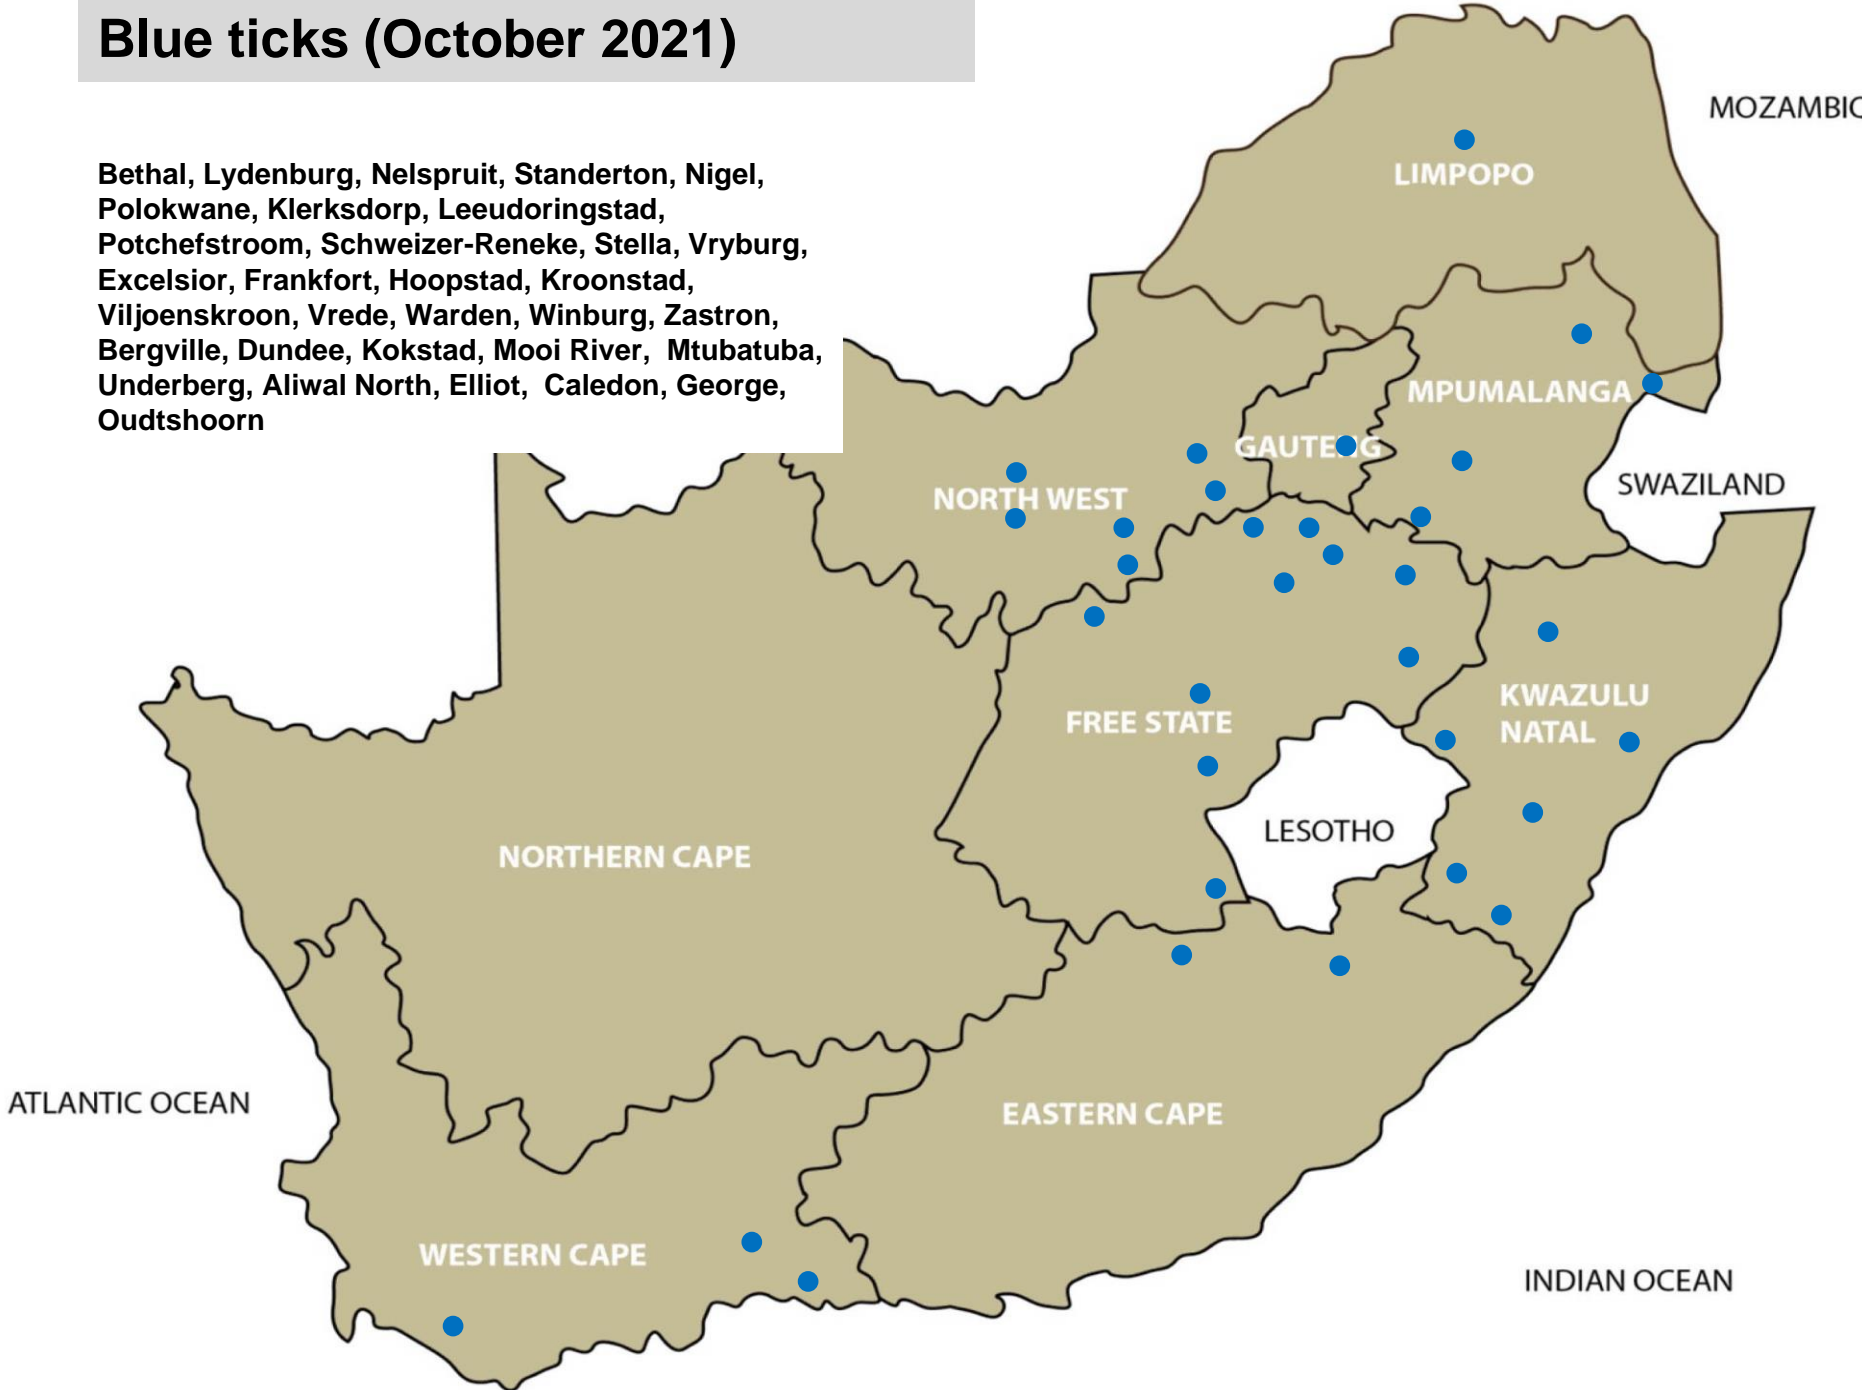 Blue ticks (October 2021)
Bethal, Lydenburg, Nelspruit, Standerton, Nigel,
Polokwane, Klerksdorp, Leeudoringstad,
Potchefstroom, Schweizer-Reneke, Stella, Vryburg,
Excelsior, Frankfort, Hoopstad, Kroonstad,
Viljoenskroon, Vrede, Warden, Winburg, Zastron,
Bergville, Dundee, Kokstad, Mooi River, Mtubatuba,
Underberg, Aliwal North, Elliot, Caledon, George,
Oudtshoorn
MOZAMBIQ
LIMPOPO
MPUMALANGA
GAUTENG
SWAZILAND
NORTH WEST
KWAZULU
NATAL
FREE STATE
LESOTHO
NORTHERN CAPE
ATLANTIC OCEAN
EASTERN CAPE
WESTERN CAPE
INDIAN OCEAN